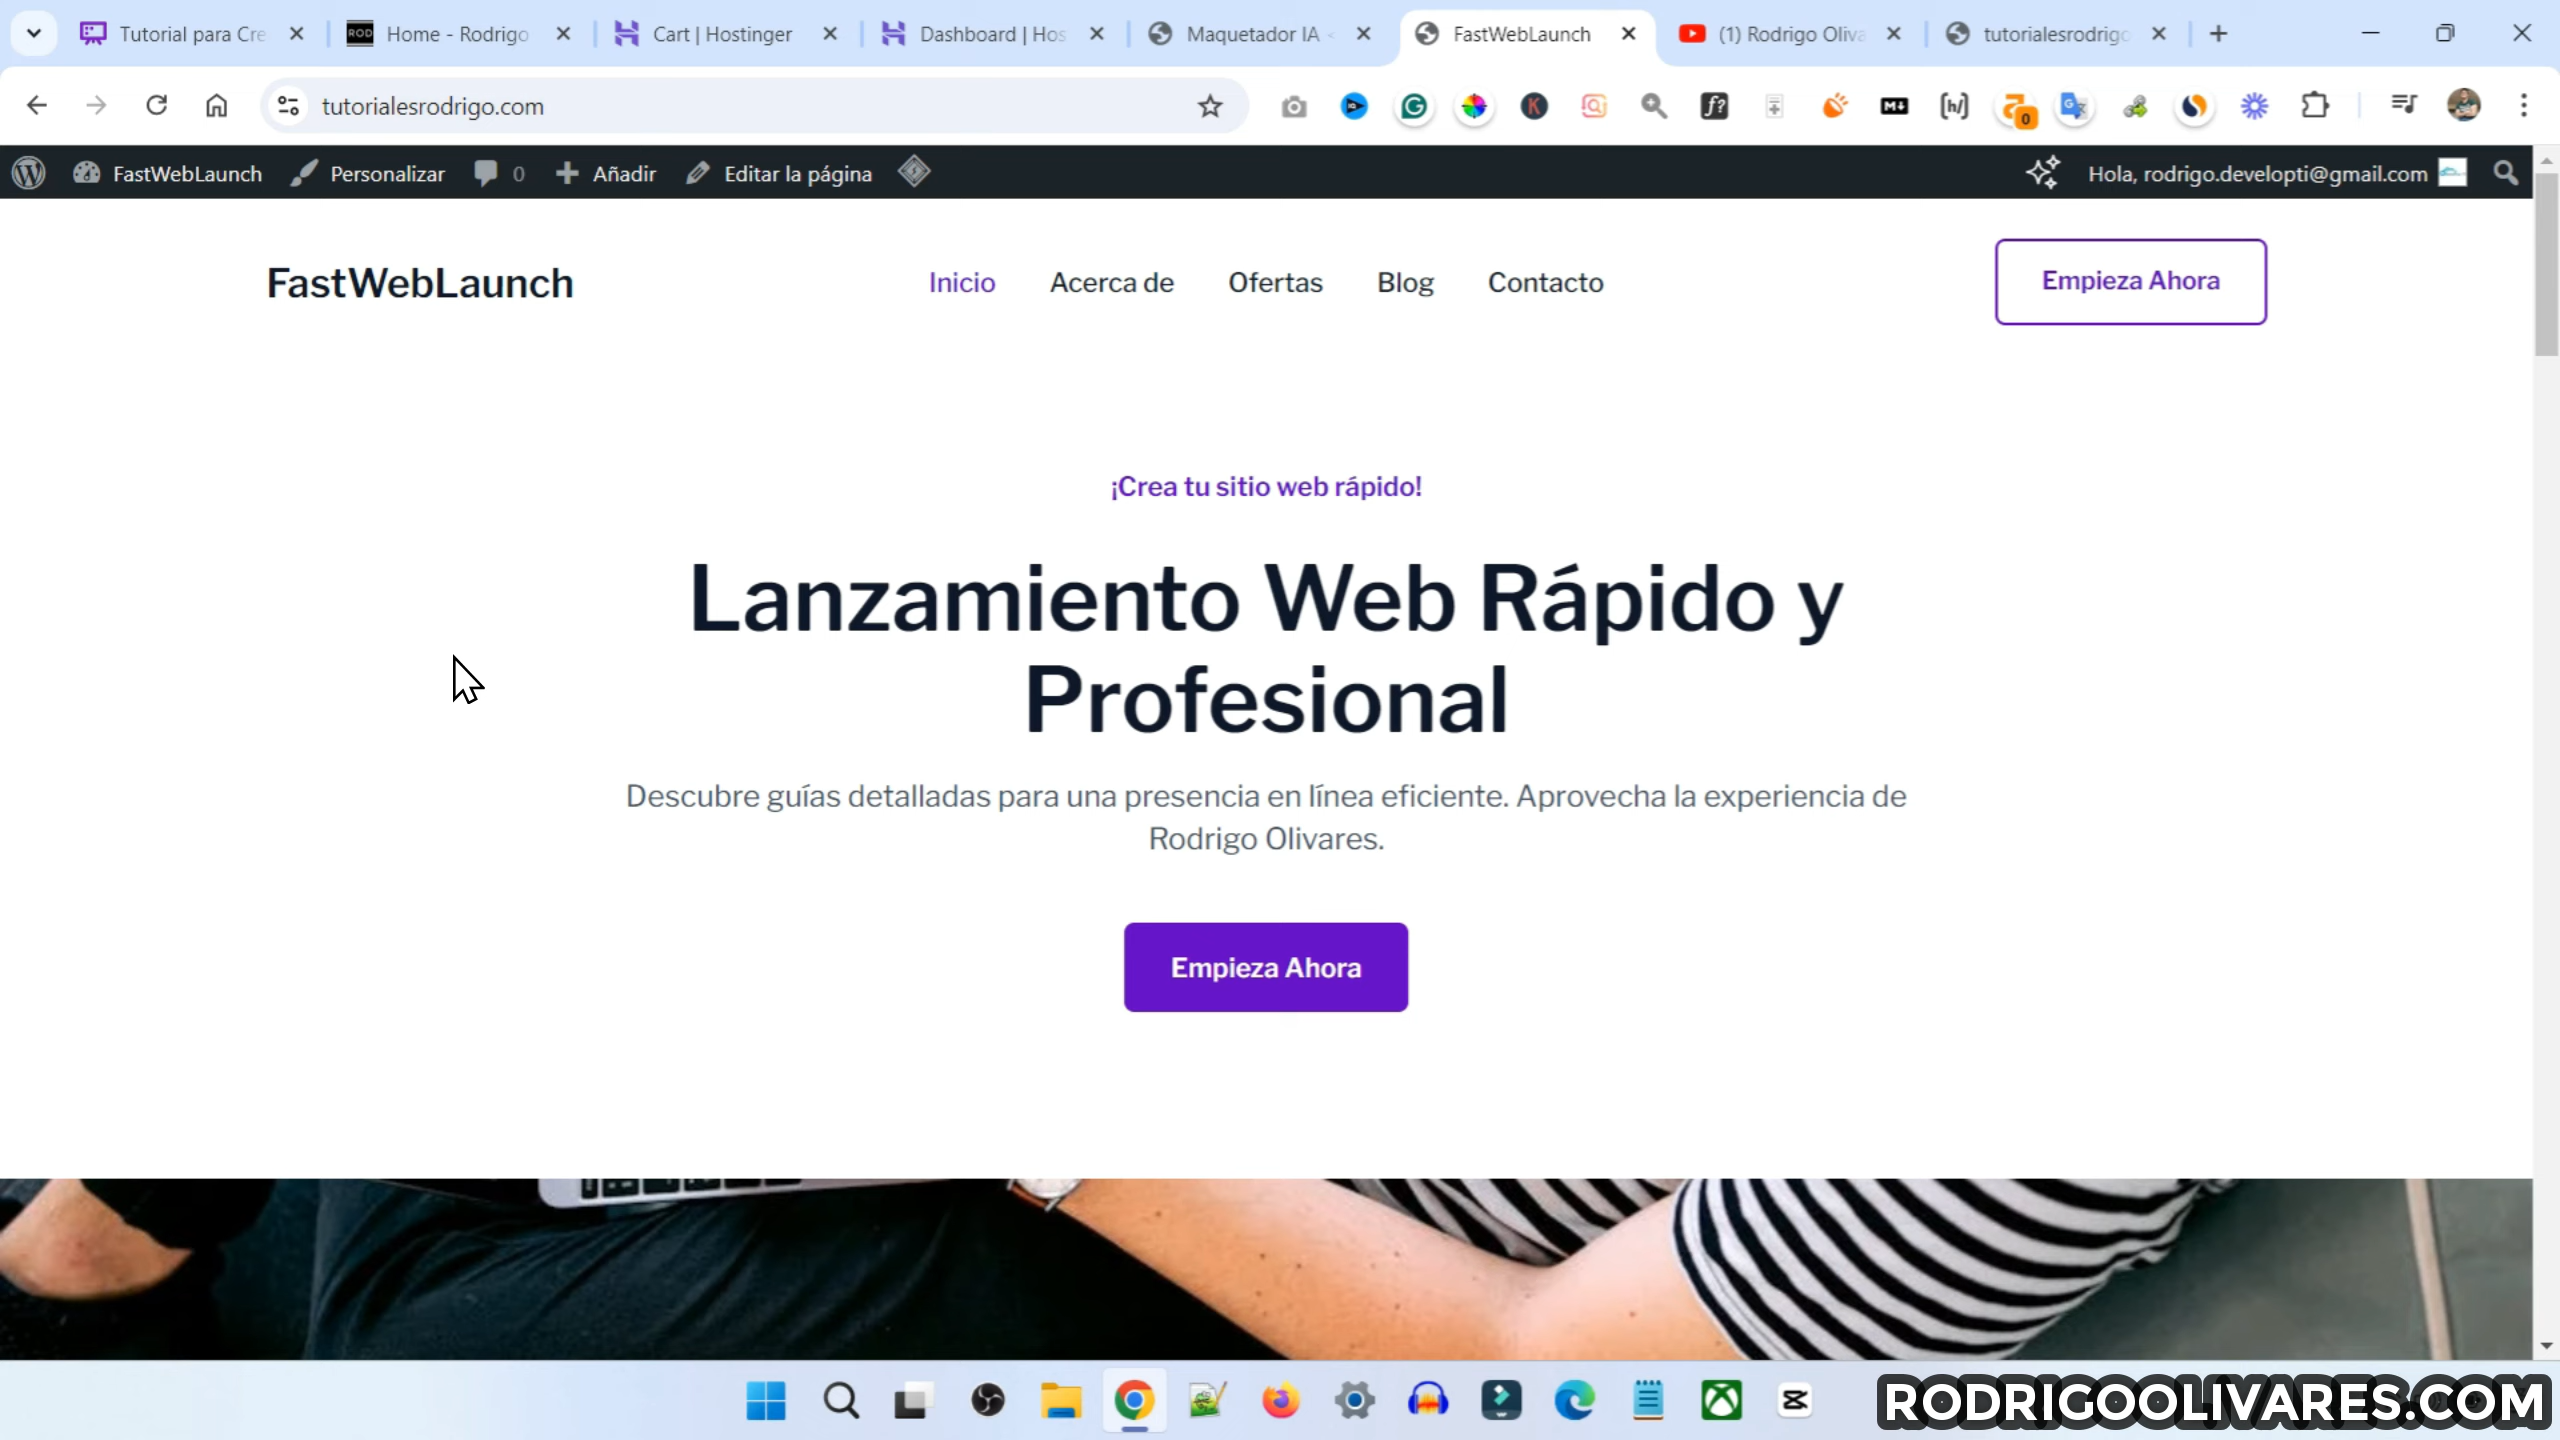 Tutorial para Cre
Home - Rodrigo
Cart | Hostinger
Dashboard | Hos
Maquetador IA
FastWebLaunch
(1) Rodrigo Oliva
tutorialesrodrigo
tutorialesrodrigo.com
FastWebLaunch
Personalizar
0
Añadir
Editar la página
Hola, rodrigo.developti@gmail.com
FastWebLaunch
Inicio
Acerca de
Ofertas
Blog
Contacto
Empieza Ahora
¡Crea tu sitio web rápido!
Lanzamiento Web Rápido y
Profesional
Descubre guías detalladas para una presencia en línea eficiente. Aprovecha la experiencia de
Rodrigo Olivares.
Empieza Ahora
RODRIGOOLIVARES.COM